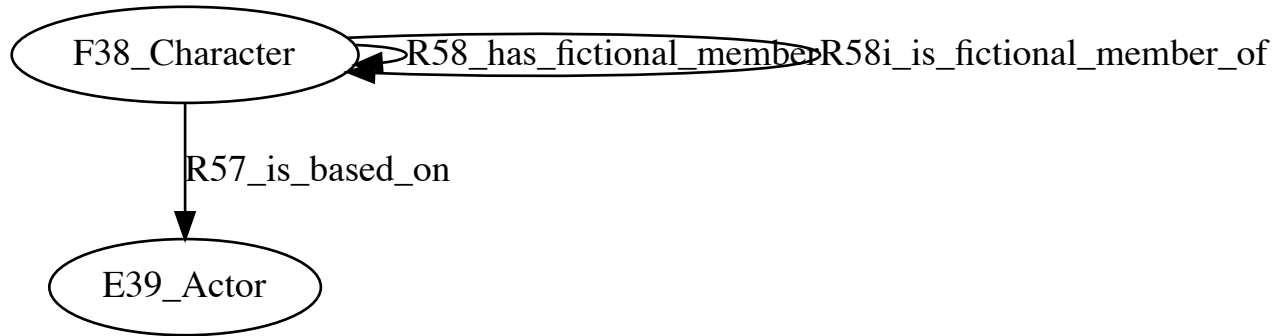 F38_Character
R58_has_fictional_member
R58i_is_fictional_member_of
R57_is_based_on
E39_Actor